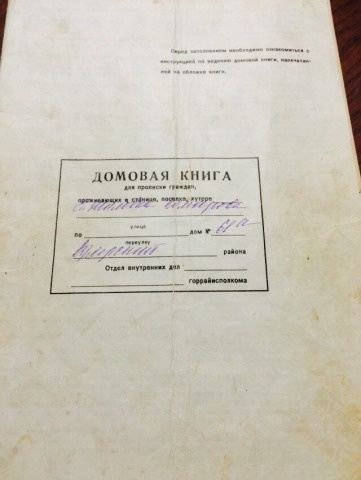 Перед заполнением необходимо ознакомиться с
инструкцией по ведению домовой книги, напечатан-
ной на обложке книги.
ДОМОВАЯ КНИГА
для прописки граждан,
проживающих в станице, поселке, хуторе
улице
по дом № 68а
переулку
района
Отдел внутренних дел
горрайисполкома